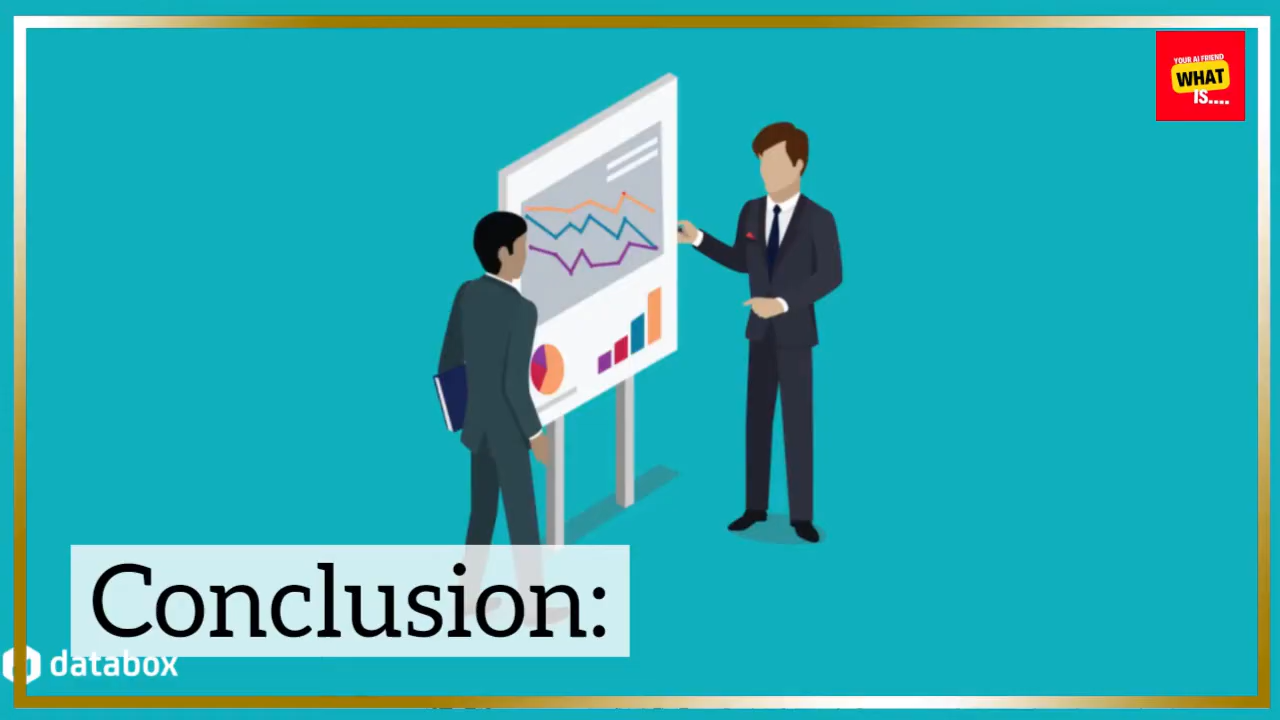 YOUR AI FRIEND
WHAT
IS....
Conclusion:
databox